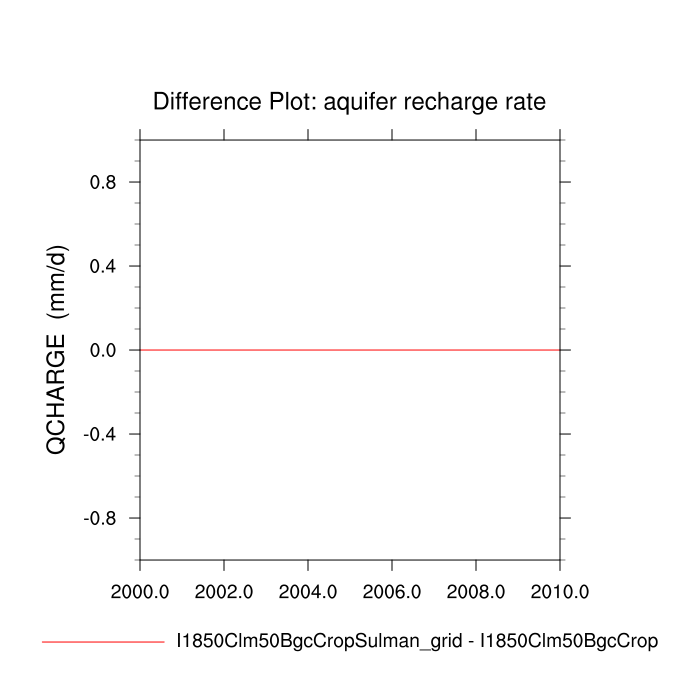 Difference Plot: aquifer recharge rate
QCHARGE (mm/d)
0.8
0.4
0.0
-0.4
-0.8
2000.0 2002.0 2004.0 2006.0 2008.0 2010.0
I1850Clm50BgcCropSulman_grid - I1850Clm50BgcCrop